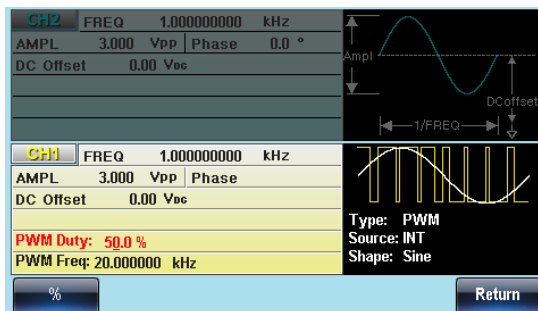 CH2 FREQ 1.000000000 kHz
AMPL 3.000 VPP Phase 0.0 °
DC Offset 0.00 VDC
Ampl
DCoffset
1/FREQ
CH1 FREQ 1.000000000 kHz
AMPL 3.000 VPP Phase
DC Offset 0.00 VDC
PWM Duty: 50.0 %
PWM Freq: 20.000000 kHz
Type: PWM
Source: INT
Shape: Sine
%
Return